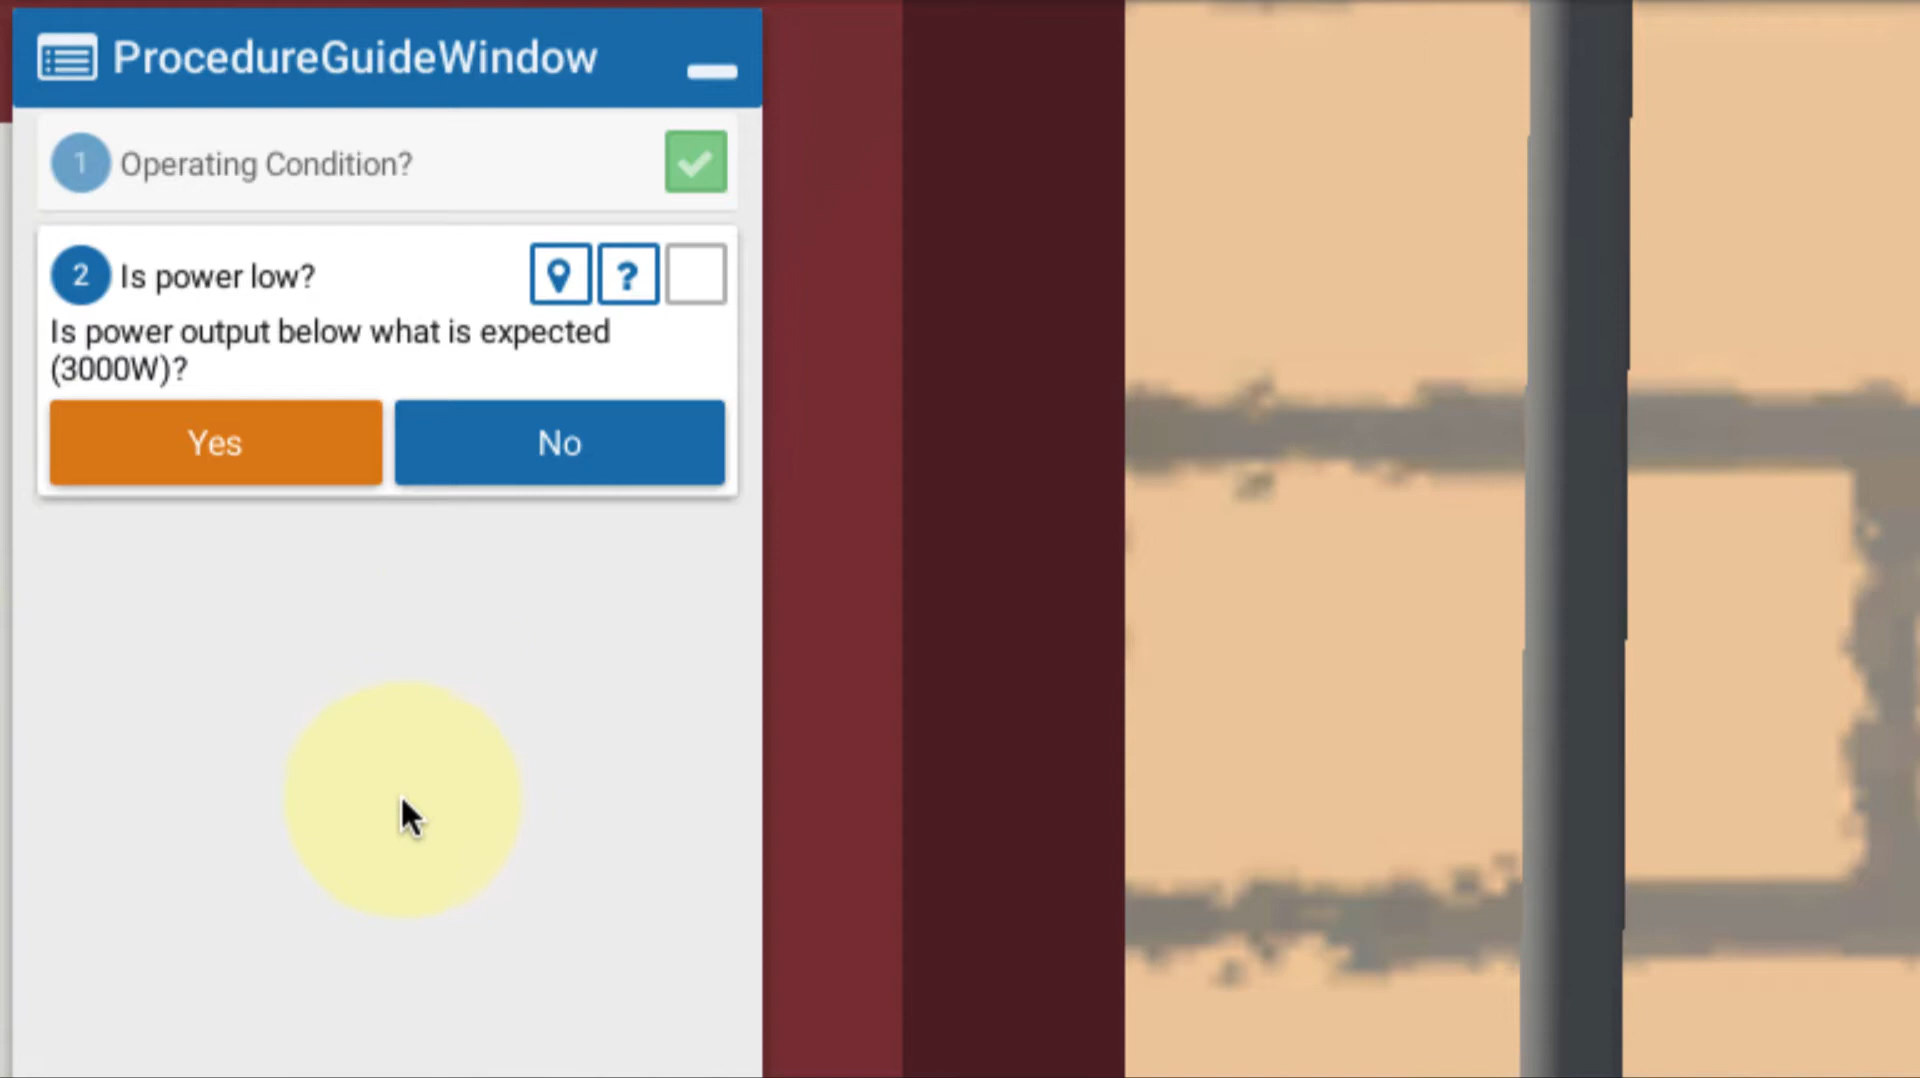 ProcedureGuideWindow
1 Operating Condition?
2 Is power low? ?
Is power output below what is expected
(3000W)?
Yes No